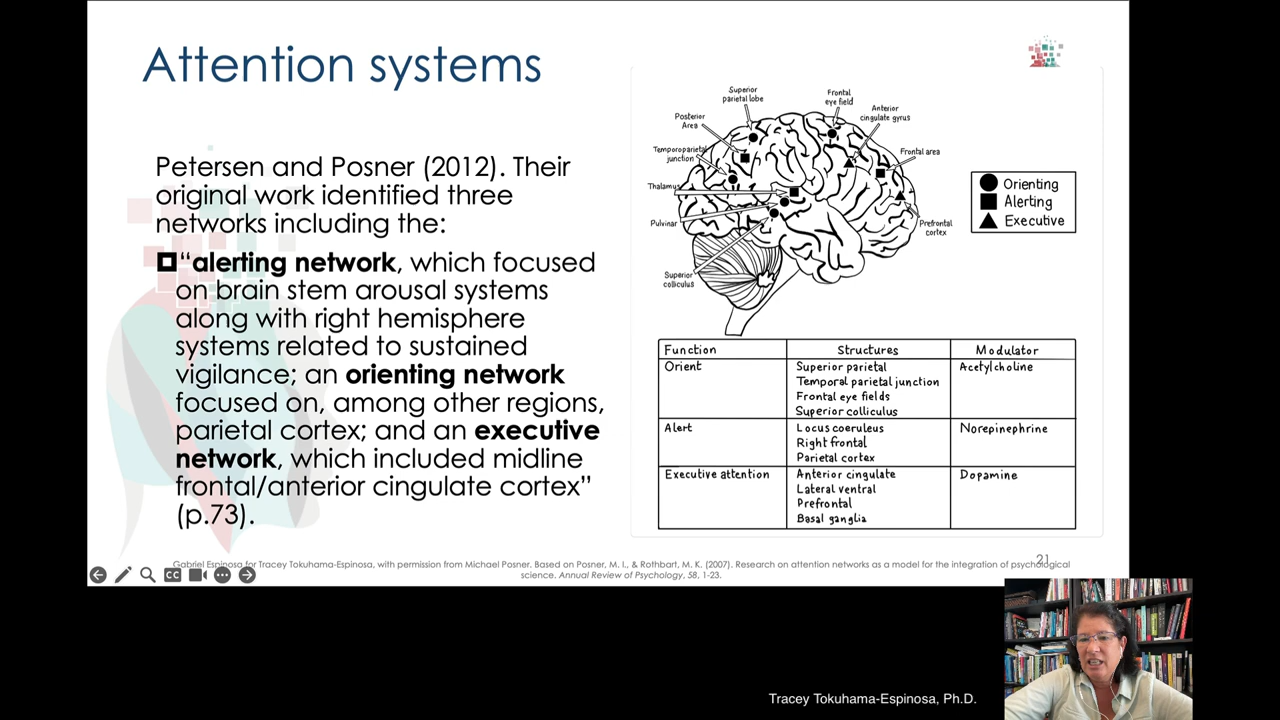 Attention systems
Petersen and Posner (2012). Their
original work identified three
networks including the:
“alerting network, which focused
on brain stem arousal systems
along with right hemisphere
systems related to sustained
vigilance; an orienting network
focused on, among other regions,
parietal cortex; and an executive
network, which included midline
frontal/anterior cingulate cortex”
(p.73).
Superior
parietal lobe
Frontal
eye field
Posterior
Area
Anterior
cingulate gyrus
Temporoparietal
junction
Frontal area
Thalamus
Pulvinar
Prefrontal
cortex
Superior
colliculus
Orienting
Alerting
Executive
Function Structures Modulator
Orient Superior parietal Acetylcholine
Temporal parietal junction
Frontal eye fields
Superior colliculus
Alert Locus coeruleus Norepinephrine
Right frontal
Parietal cortex
Executive attention Anterior cingulate Dopamine
Lateral ventral
Prefrontal
Basal ganglia
21
Gabriel Espinosa for Tracey Tokuhama-Espinosa, with permission from Michael Posner. Based on Posner, M. I., & Rothbart, M. K. (2007). Research on attention networks as a model for the integration of psychological
science. Annual Review of Psychology, 58, 1-23.
CC
Tracey Tokuhama-Espinosa, Ph.D.